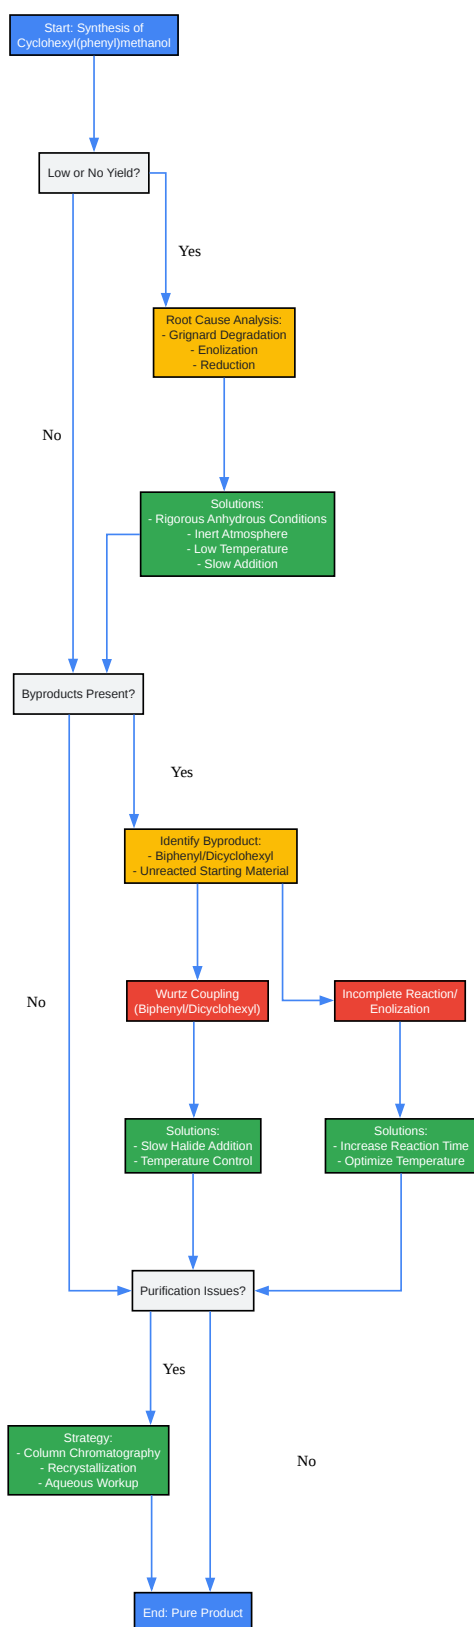 Start: Synthesis of
Cyclohexyl(phenyl)methanol
Low or No Yield?
Yes
Root Cause Analysis:
- Grignard Degradation
- Enolization
- Reduction
No
Solutions:
- Rigorous Anhydrous Conditions
- Inert Atmosphere
- Low Temperature
- Slow Addition
Byproducts Present?
Yes
Identify Byproduct:
- Biphenyl/Dicyclohexyl
- Unreacted Starting Material
No
Wurtz Coupling
(Biphenyl/Dicyclohexyl)
Incomplete Reaction/
Enolization
Solutions:
- Slow Halide Addition
- Temperature Control
Solutions:
- Increase Reaction Time
- Optimize Temperature
Purification Issues?
Yes
Strategy:
- Column Chromatography
- Recrystallization
- Aqueous Workup
No
End: Pure Product